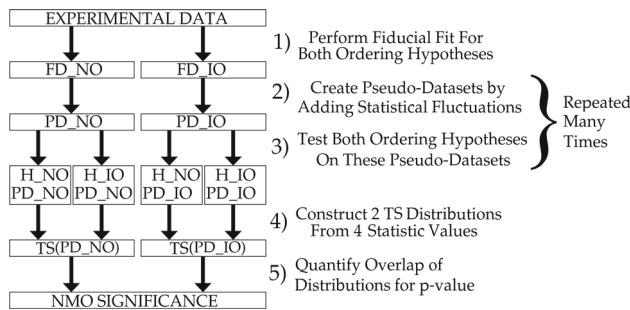 EXPERIMENTAL DATA
1) Perform Fiducial Fit For
Both Ordering Hypotheses
FD_NO FD_IO
2) Create Pseudo-Datasets by
Adding Statistical Fluctuations
PD_NO PD_IO
3) Test Both Ordering Hypotheses
On These Pseudo-Datasets
Repeated
Many
Times
H_NO H_IO H_NO H_IO
PD_NO PD_NO PD_IO PD_IO
4) Construct 2 TS Distributions
From 4 Statistic Values
TS(PD_NO) TS(PD_IO)
5) Quantify Overlap of
Distributions for p-value
NMO SIGNIFICANCE